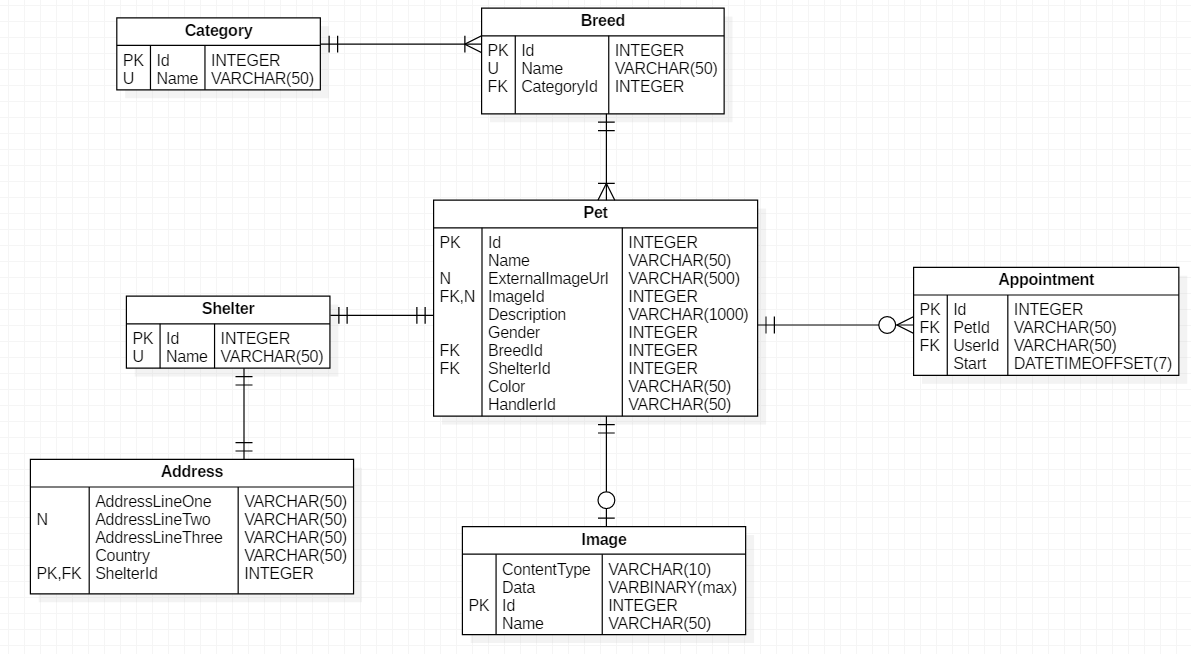 Category
PK Id INTEGER
U Name VARCHAR(50)
Breed
PK Id INTEGER
U Name VARCHAR(50)
FK CategoryId INTEGER
Pet
PK Id INTEGER
Name VARCHAR(50)
N ExternalImageUrl VARCHAR(500)
FK,N ImageId INTEGER
Description VARCHAR(1000)
Gender INTEGER
FK BreedId INTEGER
FK ShelterId INTEGER
Color VARCHAR(50)
HandlerId VARCHAR(50)
Appointment
PK Id INTEGER
FK PetId VARCHAR(50)
FK UserId VARCHAR(50)
Start DATETIMEOFFSET(7)
Shelter
PK Id INTEGER
U Name VARCHAR(50)
Address
AddressLineOne VARCHAR(50)
N AddressLineTwo VARCHAR(50)
AddressLineThree VARCHAR(50)
Country VARCHAR(50)
PK,FK ShelterId INTEGER
Image
ContentType VARCHAR(10)
Data VARBINARY(max)
PK Id INTEGER
Name VARCHAR(50)